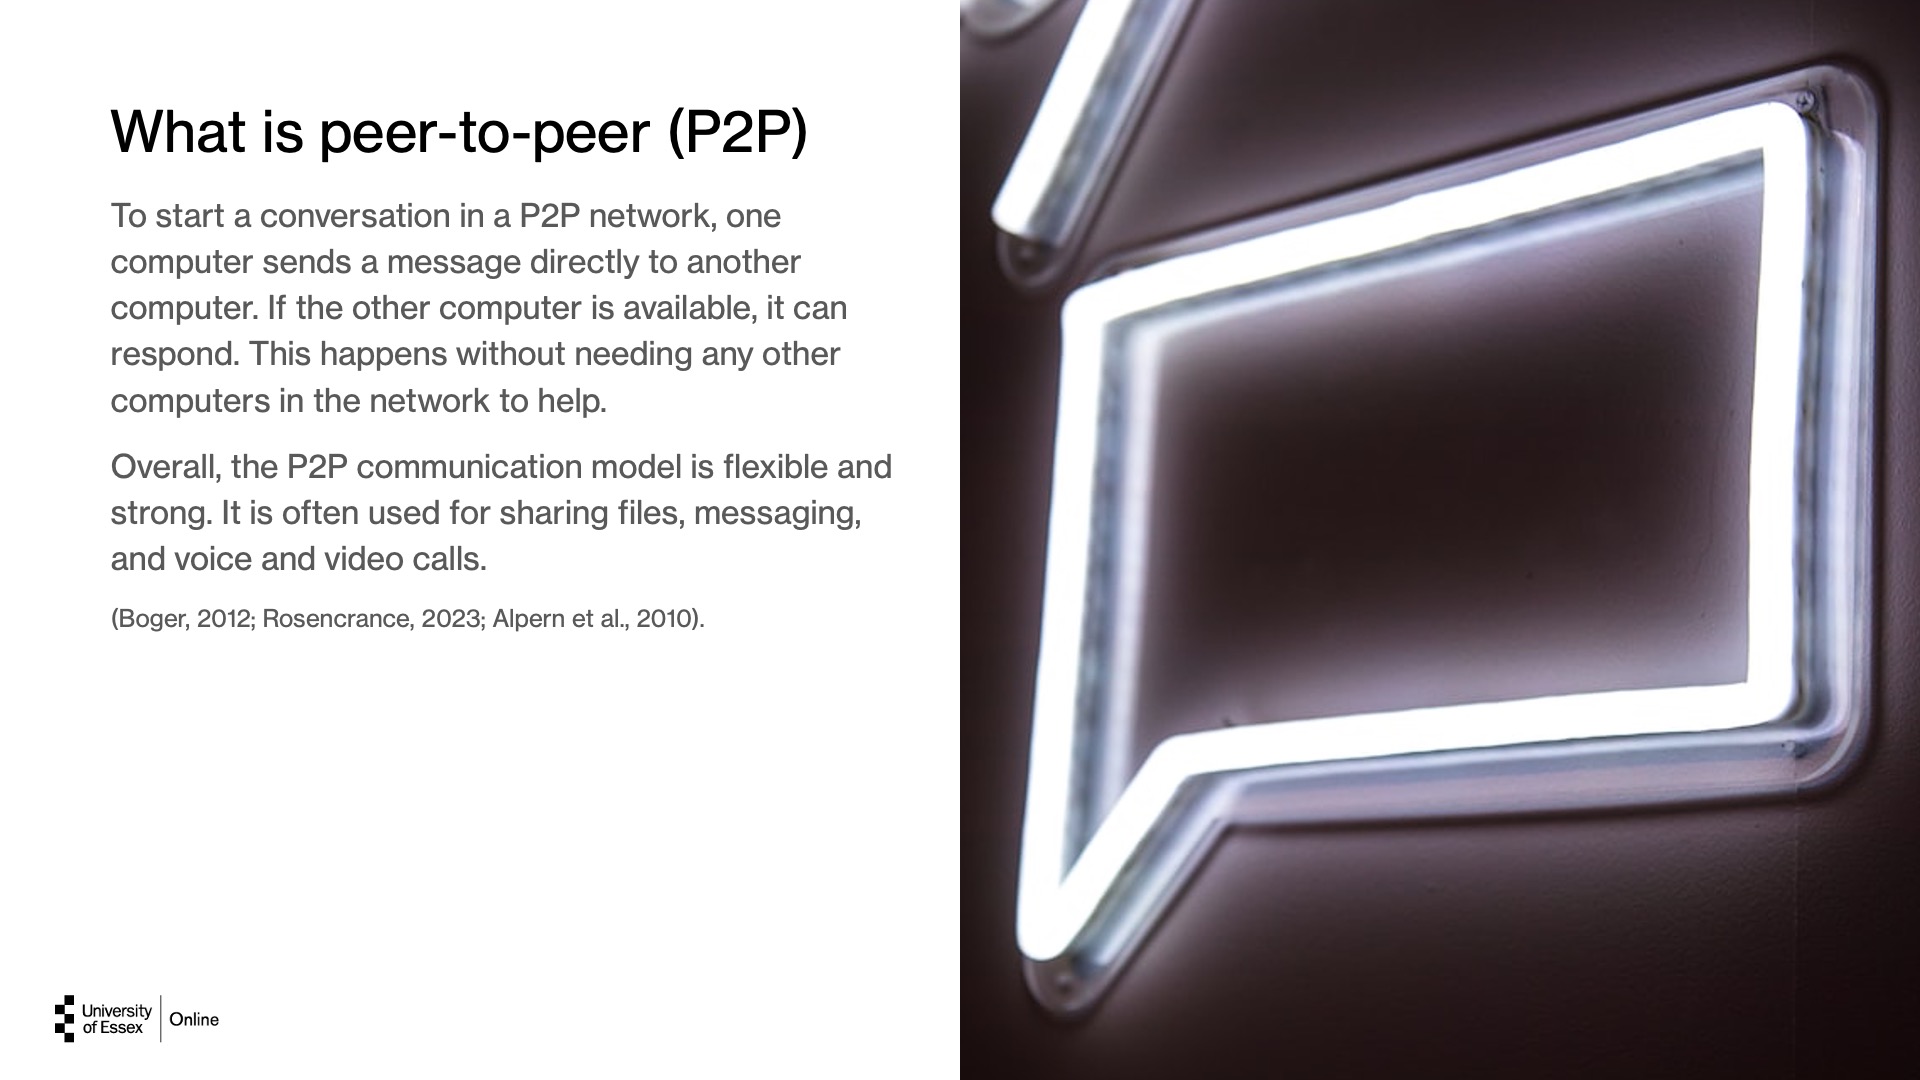 What is peer-to-peer (P2P)
To start a conversation in a P2P network, one
computer sends a message directly to another
computer. If the other computer is available, it can
respond. This happens without needing any other
computers in the network to help.
Overall, the P2P communication model is flexible and
strong. It is often used for sharing files, messaging,
and voice and video calls.
(Boger, 2012; Rosencrance, 2023; Alpern et al., 2010).
University
of Essex
Online